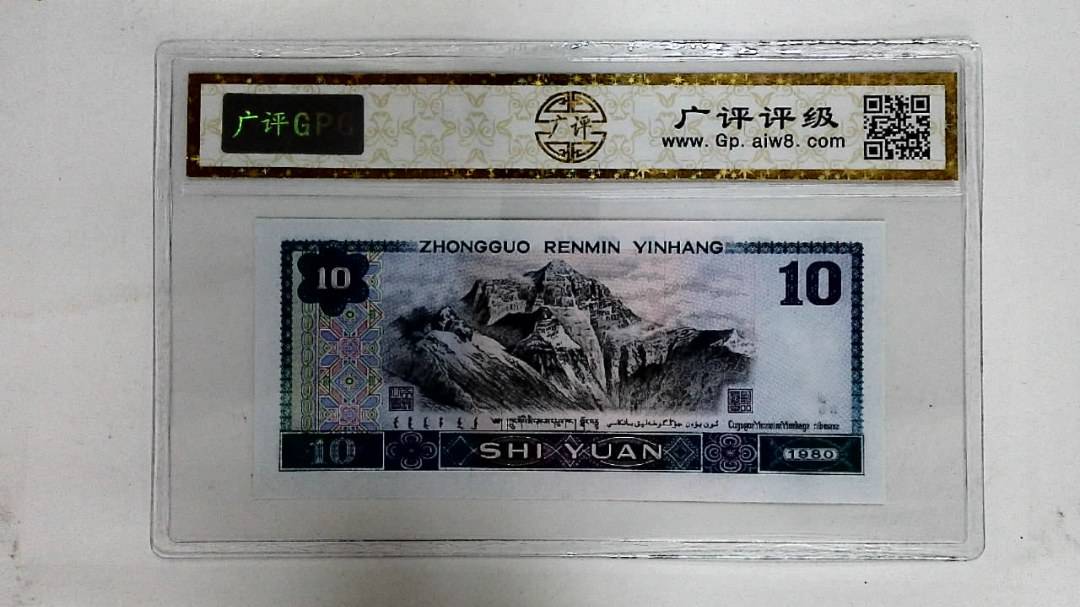 广评GPG
广评
广评评级
www. Gp. aiw8. com
ZHONGGUO RENMIN YINHANG
10
10
10
SHI YUAN
1980